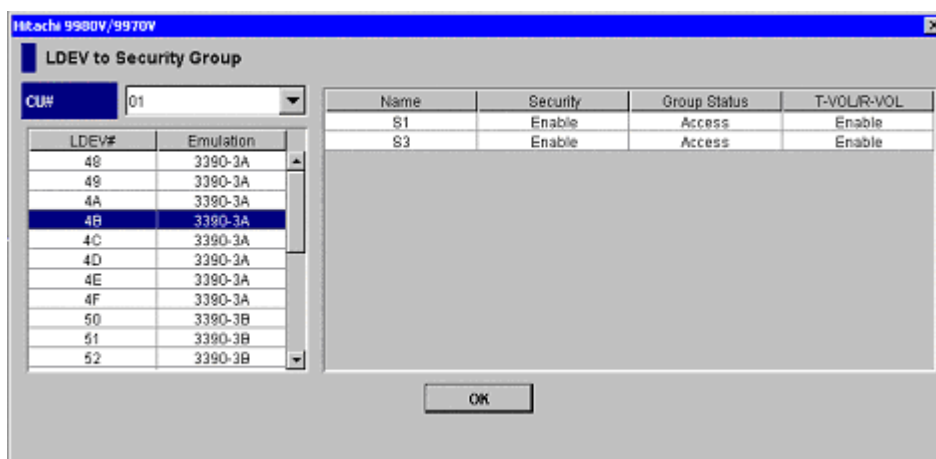 Hitachi 9980V/9970V
LDEV to Security Group
CU# 01
Name Security Group Status T-VOL/R-VOL
S1 Enable Access Enable
S3 Enable Access Enable
LDEV# Emulation
48 3390-3A
49 3390-3A
4A 3390-3A
4B 3390-3A
4C 3390-3A
4D 3390-3A
4E 3390-3A
4F 3390-3A
50 3390-3B
51 3390-3B
52 3390-3B
OK